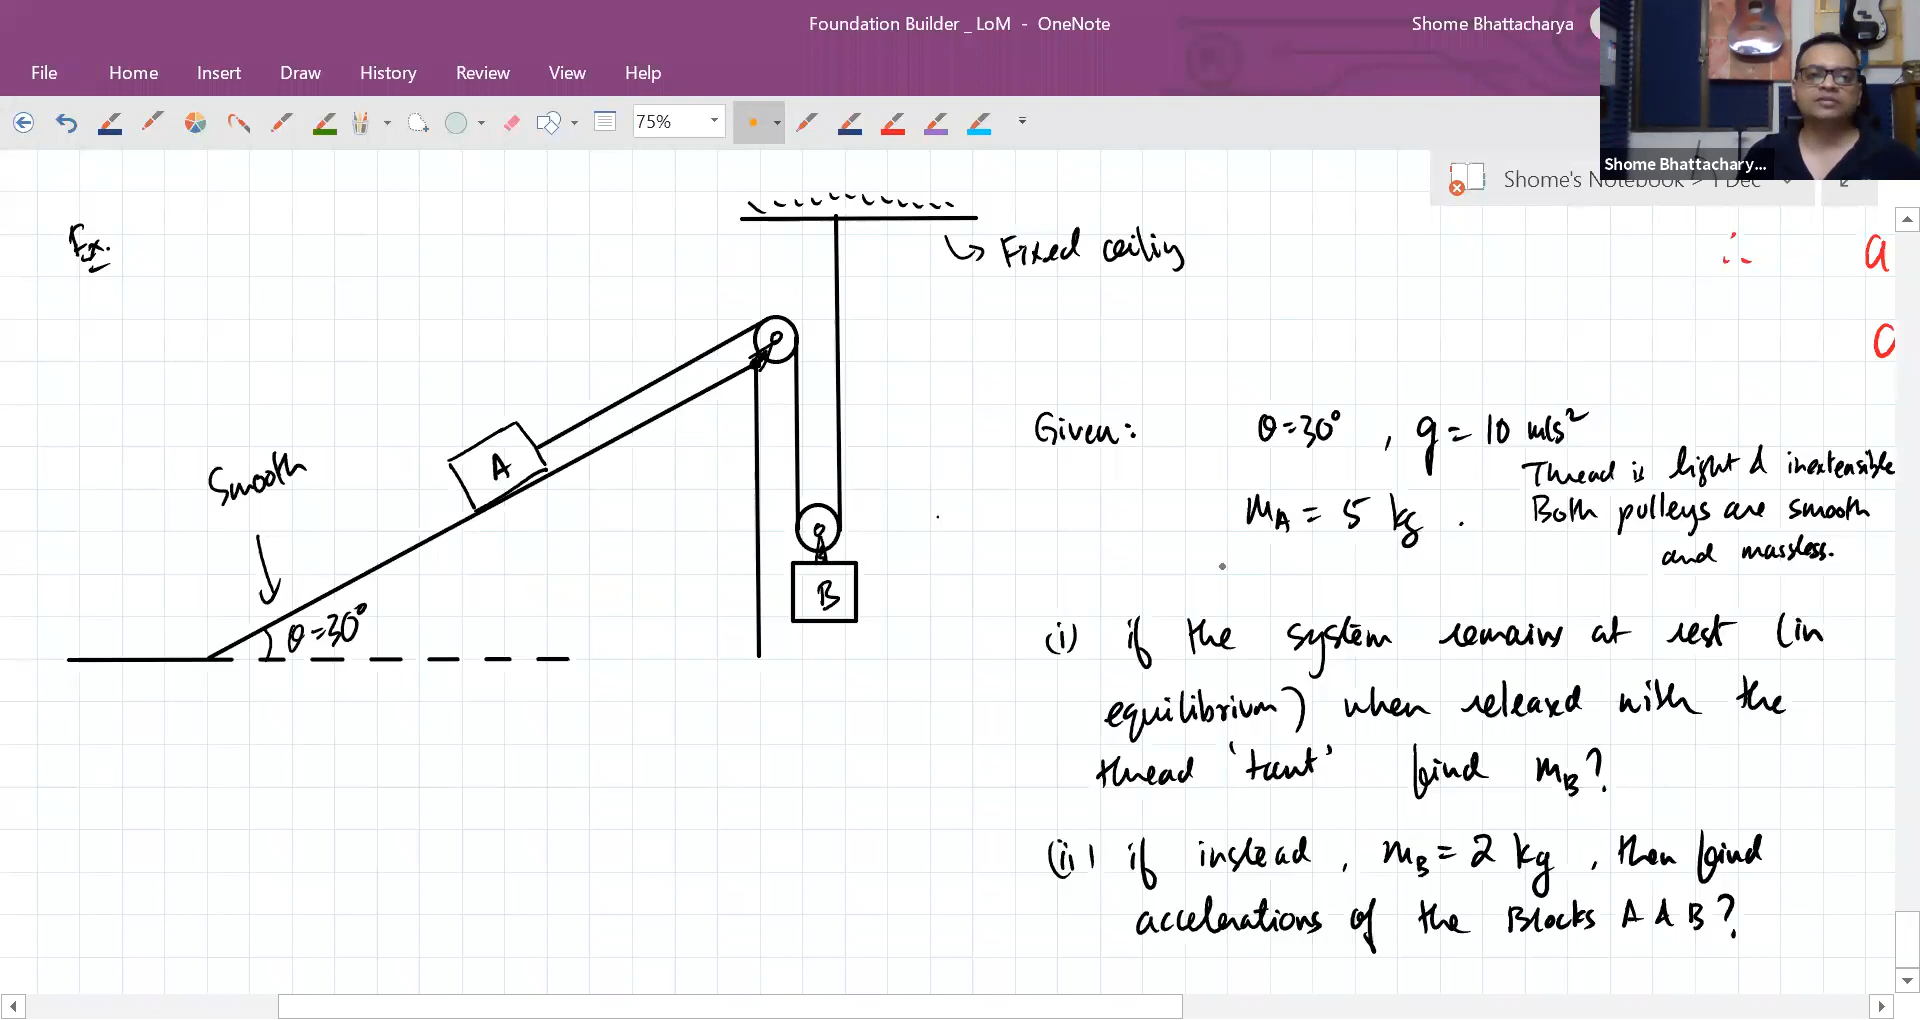 Foundation Builder _ LoM - OneNote
Shome Bhattacharya
File Home Insert Draw History Review View Help
75%
Shome Bhattachary...
Shome's Notebook > 1 Dec
Ex.
Fixed ceiling
∴ a
Given: θ=30° , g = 10 m/s²
Thread is light & inextensible
mA = 5 kg . Both pulleys are smooth
and massless.
A
Smooth
B
θ=30°
(i) if the system remains at rest (in
equilibrium) when released with the
thread 'taut' find mB?
(ii) if instead , mB = 2 kg , then find
accelerations of the Blocks A & B?